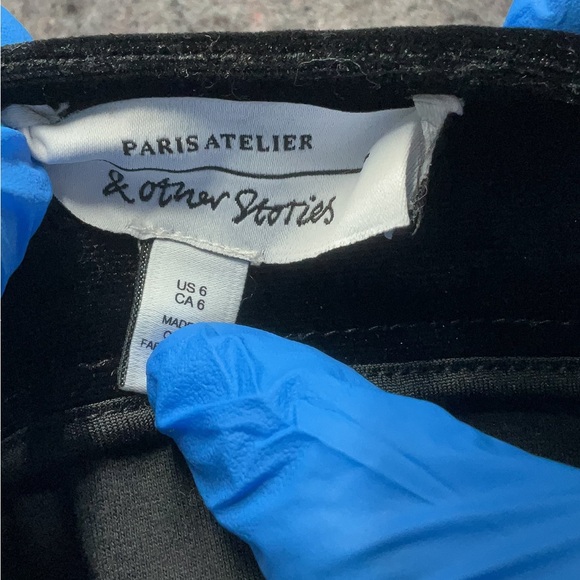 PARIS ATELIER
& other Stories
US 6
CA 6
MADE